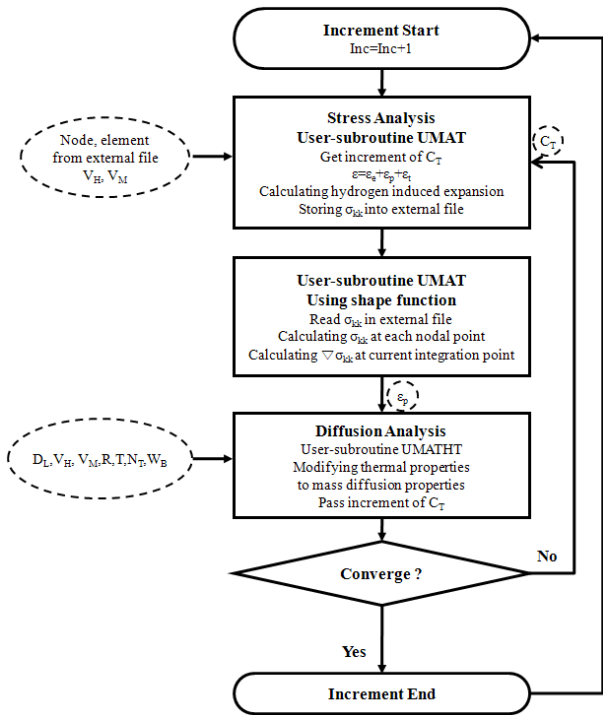 Increment Start
Inc=Inc+1
Stress Analysis
User-subroutine UMAT
Get increment of C_T
ε=ε_e+ε_p+ε_t
Calculating hydrogen induced expansion
Storing σ_kk into external file
Node, element
from external file
V_H, V_M
C_T
User-subroutine UMAT
Using shape function
Read σ_kk in external file
Calculating σ_kk at each nodal point
Calculating ▽σ_kk at current integration point
ε_p
Diffusion Analysis
User-subroutine UMATHT
Modifying thermal properties
to mass diffusion properties
Pass increment of C_T
D_L,V_H, V_M,R,T,N_T,W_B
Converge ?
No
Yes
Increment End